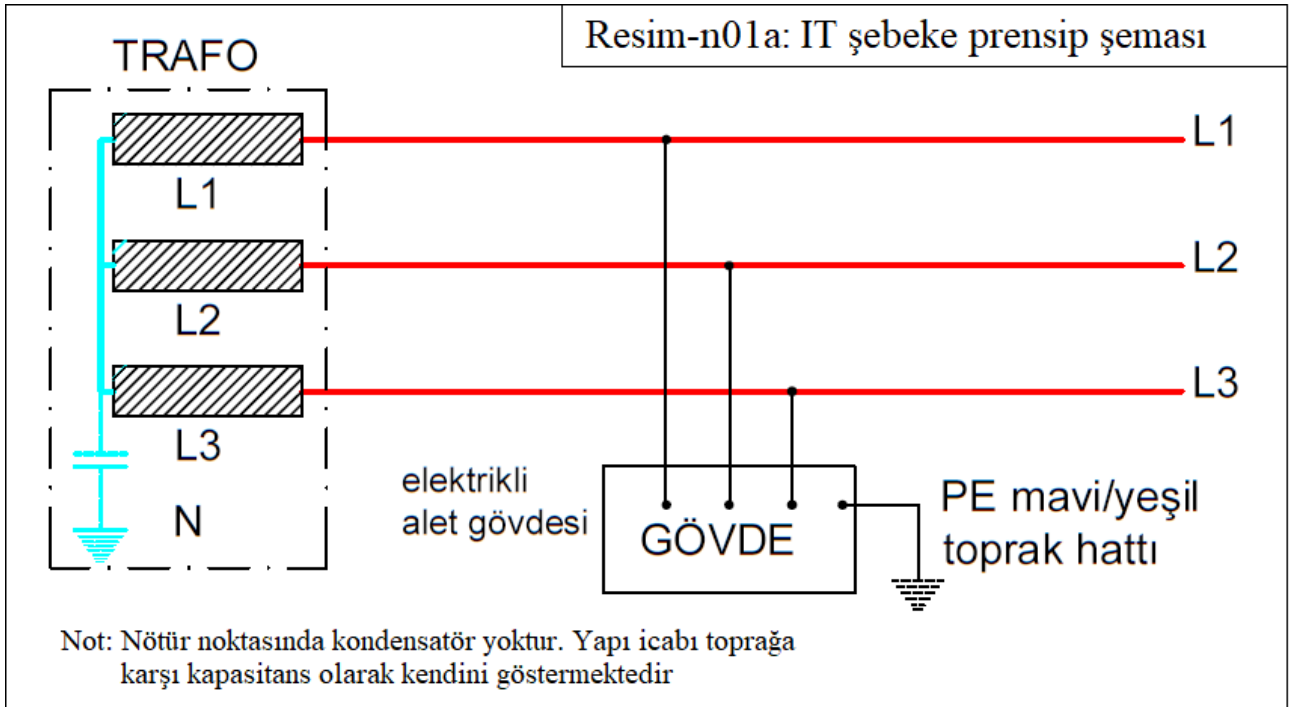 Resim-n01a: IT şebeke prensip şeması
TRAFO
L1
L1
L2
L2
L3
L3
N
elektrikli
alet gövdesi
GÖVDE
PE mavi/yeşil
toprak hattı
Not: Nötür noktasında kondensatör yoktur. Yapı icabı toprağa
karşı kapasitans olarak kendini göstermektedir